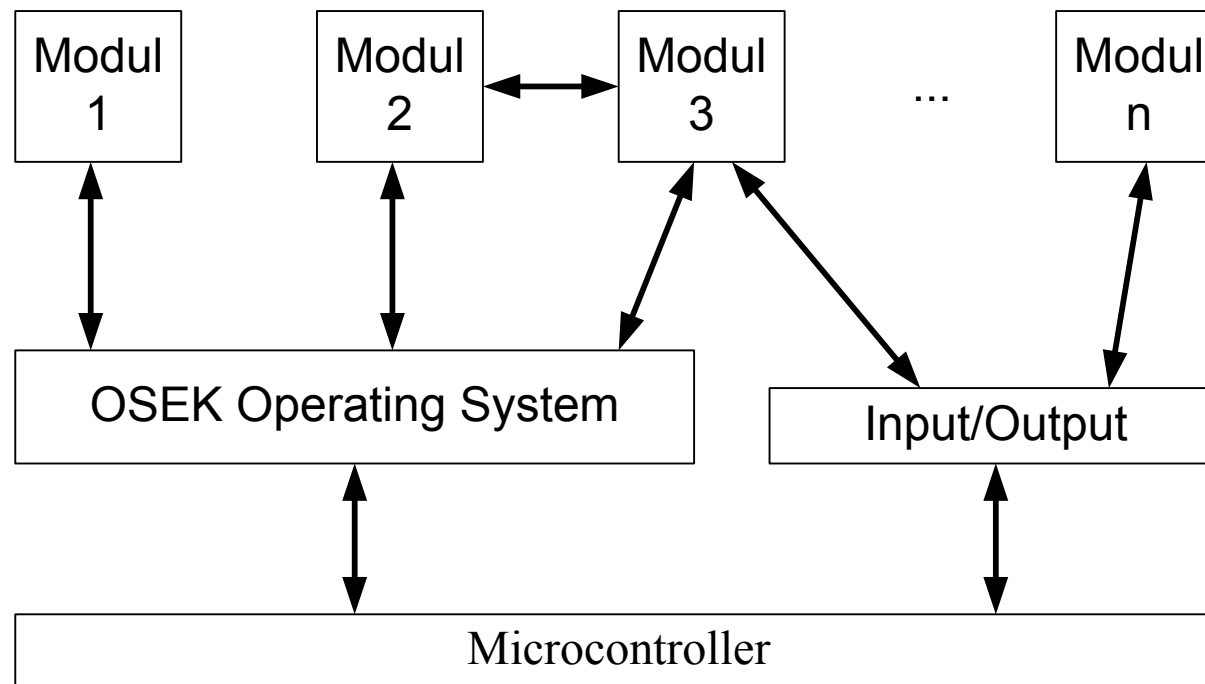 Modul
1
Modul
2
Modul
3
...
Modul
n
OSEK Operating System
Input/Output
Microcontroller